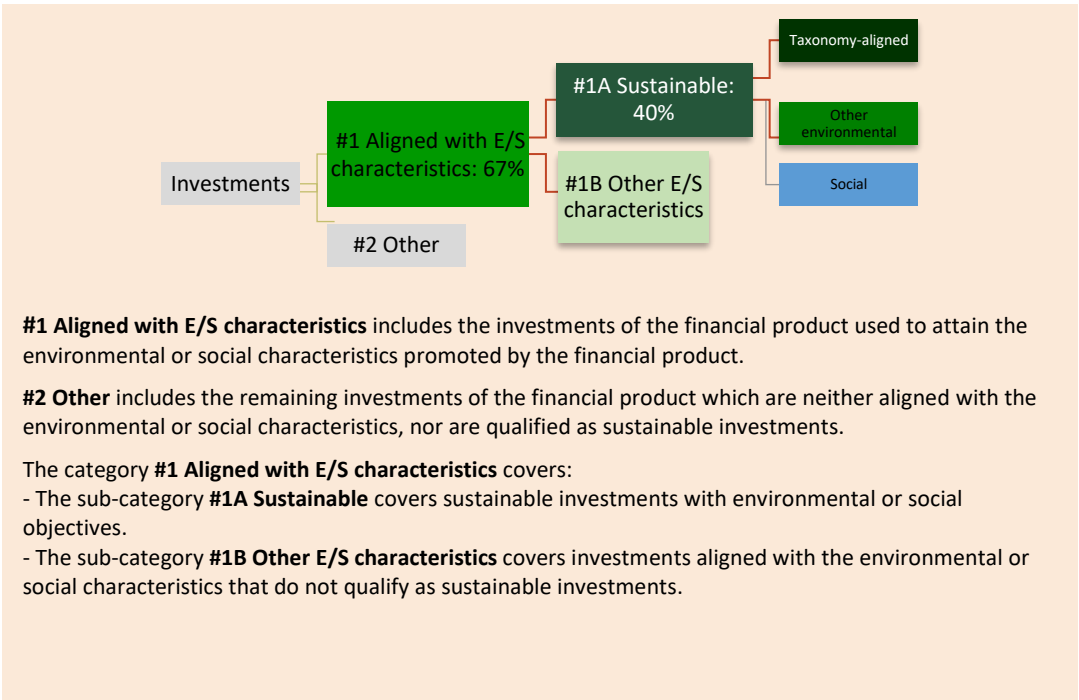 Taxonomy-aligned
#1A Sustainable:
40%
#1 Aligned with E/S
characteristics: 67%
Other
environmental
Investments
#1B Other E/S
characteristics
Social
#2 Other
#1 Aligned with E/S characteristics includes the investments of the financial product used to attain the
environmental or social characteristics promoted by the financial product.
#2 Other includes the remaining investments of the financial product which are neither aligned with the
environmental or social characteristics, nor are qualified as sustainable investments.
The category #1 Aligned with E/S characteristics covers:
- The sub-category #1A Sustainable covers sustainable investments with environmental or social
objectives.
- The sub-category #1B Other E/S characteristics covers investments aligned with the environmental or
social characteristics that do not qualify as sustainable investments.